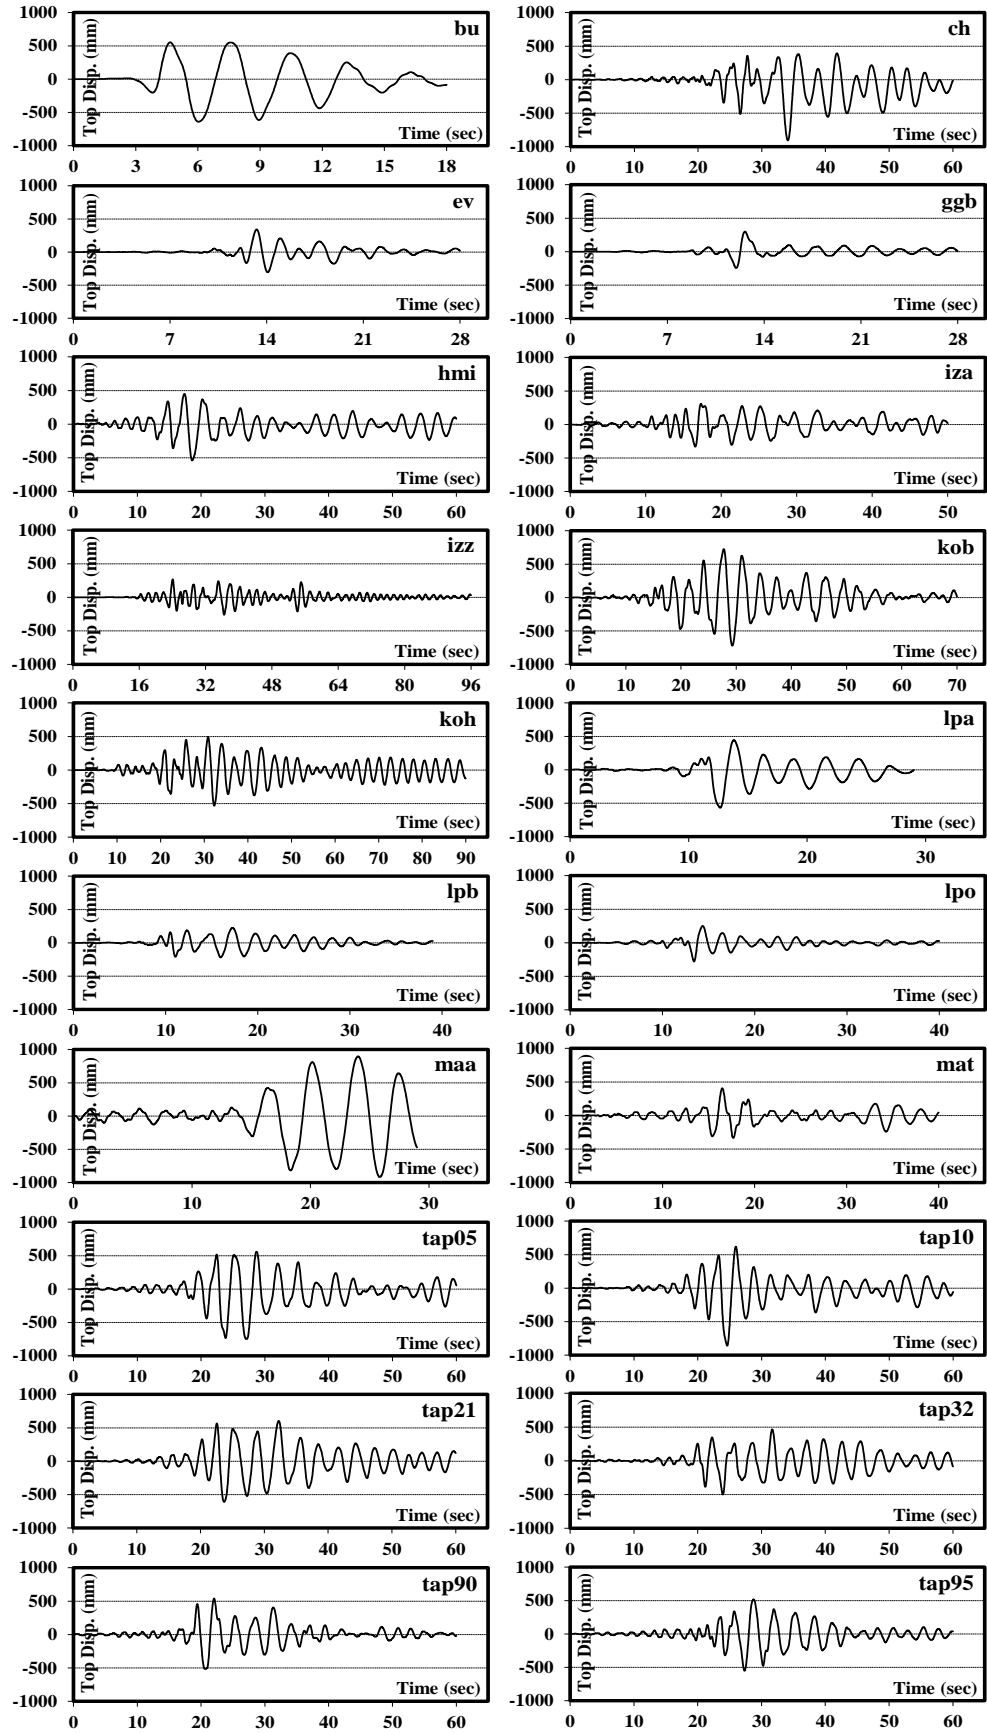 1000 bu
500
0
-500
-1000
Top Disp. (mm)
Time (sec)
0 3 6 9 12 15 18
1000 ch
500
0
-500
-1000
Top Disp. (mm)
Time (sec)
0 10 20 30 40 50 60
1000 ev
500
0
-500
-1000
Top Disp. (mm)
Time (sec)
0 7 14 21 28
1000 ggb
500
0
-500
-1000
Top Disp. (mm)
Time (sec)
0 7 14 21 28
1000 hmi
500
0
-500
-1000
Top Disp. (mm)
Time (sec)
0 10 20 30 40 50 60
1000 iza
500
0
-500
-1000
Top Disp. (mm)
Time (sec)
0 10 20 30 40 50
1000 izz
500
0
-500
-1000
Top Disp. (mm)
Time (sec)
0 16 32 48 64 80 96
1000 kob
500
0
-500
-1000
Top Disp. (mm)
Time (sec)
0 10 20 30 40 50 60 70
1000 koh
500
0
-500
-1000
Top Disp. (mm)
Time (sec)
0 10 20 30 40 50 60 70 80 90
1000 lpa
500
0
-500
-1000
Top Disp. (mm)
Time (sec)
0 10 20 30
1000 lpb
500
0
-500
-1000
Top Disp. (mm)
Time (sec)
0 10 20 30 40
1000 lpo
500
0
-500
-1000
Top Disp. (mm)
Time (sec)
0 10 20 30 40
1000 maa
500
0
-500
-1000
Top Disp. (mm)
Time (sec)
0 10 20 30
1000 mat
500
0
-500
-1000
Top Disp. (mm)
Time (sec)
0 10 20 30 40
1000 tap05
500
0
-500
-1000
Top Disp. (mm)
Time (sec)
0 10 20 30 40 50 60
1000 tap10
500
0
-500
-1000
Top Disp. (mm)
Time (sec)
0 10 20 30 40 50 60
1000 tap21
500
0
-500
-1000
Top Disp. (mm)
Time (sec)
0 10 20 30 40 50 60
1000 tap32
500
0
-500
-1000
Top Disp. (mm)
Time (sec)
0 10 20 30 40 50 60
1000 tap90
500
0
-500
-1000
Top Disp. (mm)
Time (sec)
0 10 20 30 40 50 60
1000 tap95
500
0
-500
-1000
Top Disp. (mm)
Time (sec)
0 10 20 30 40 50 60